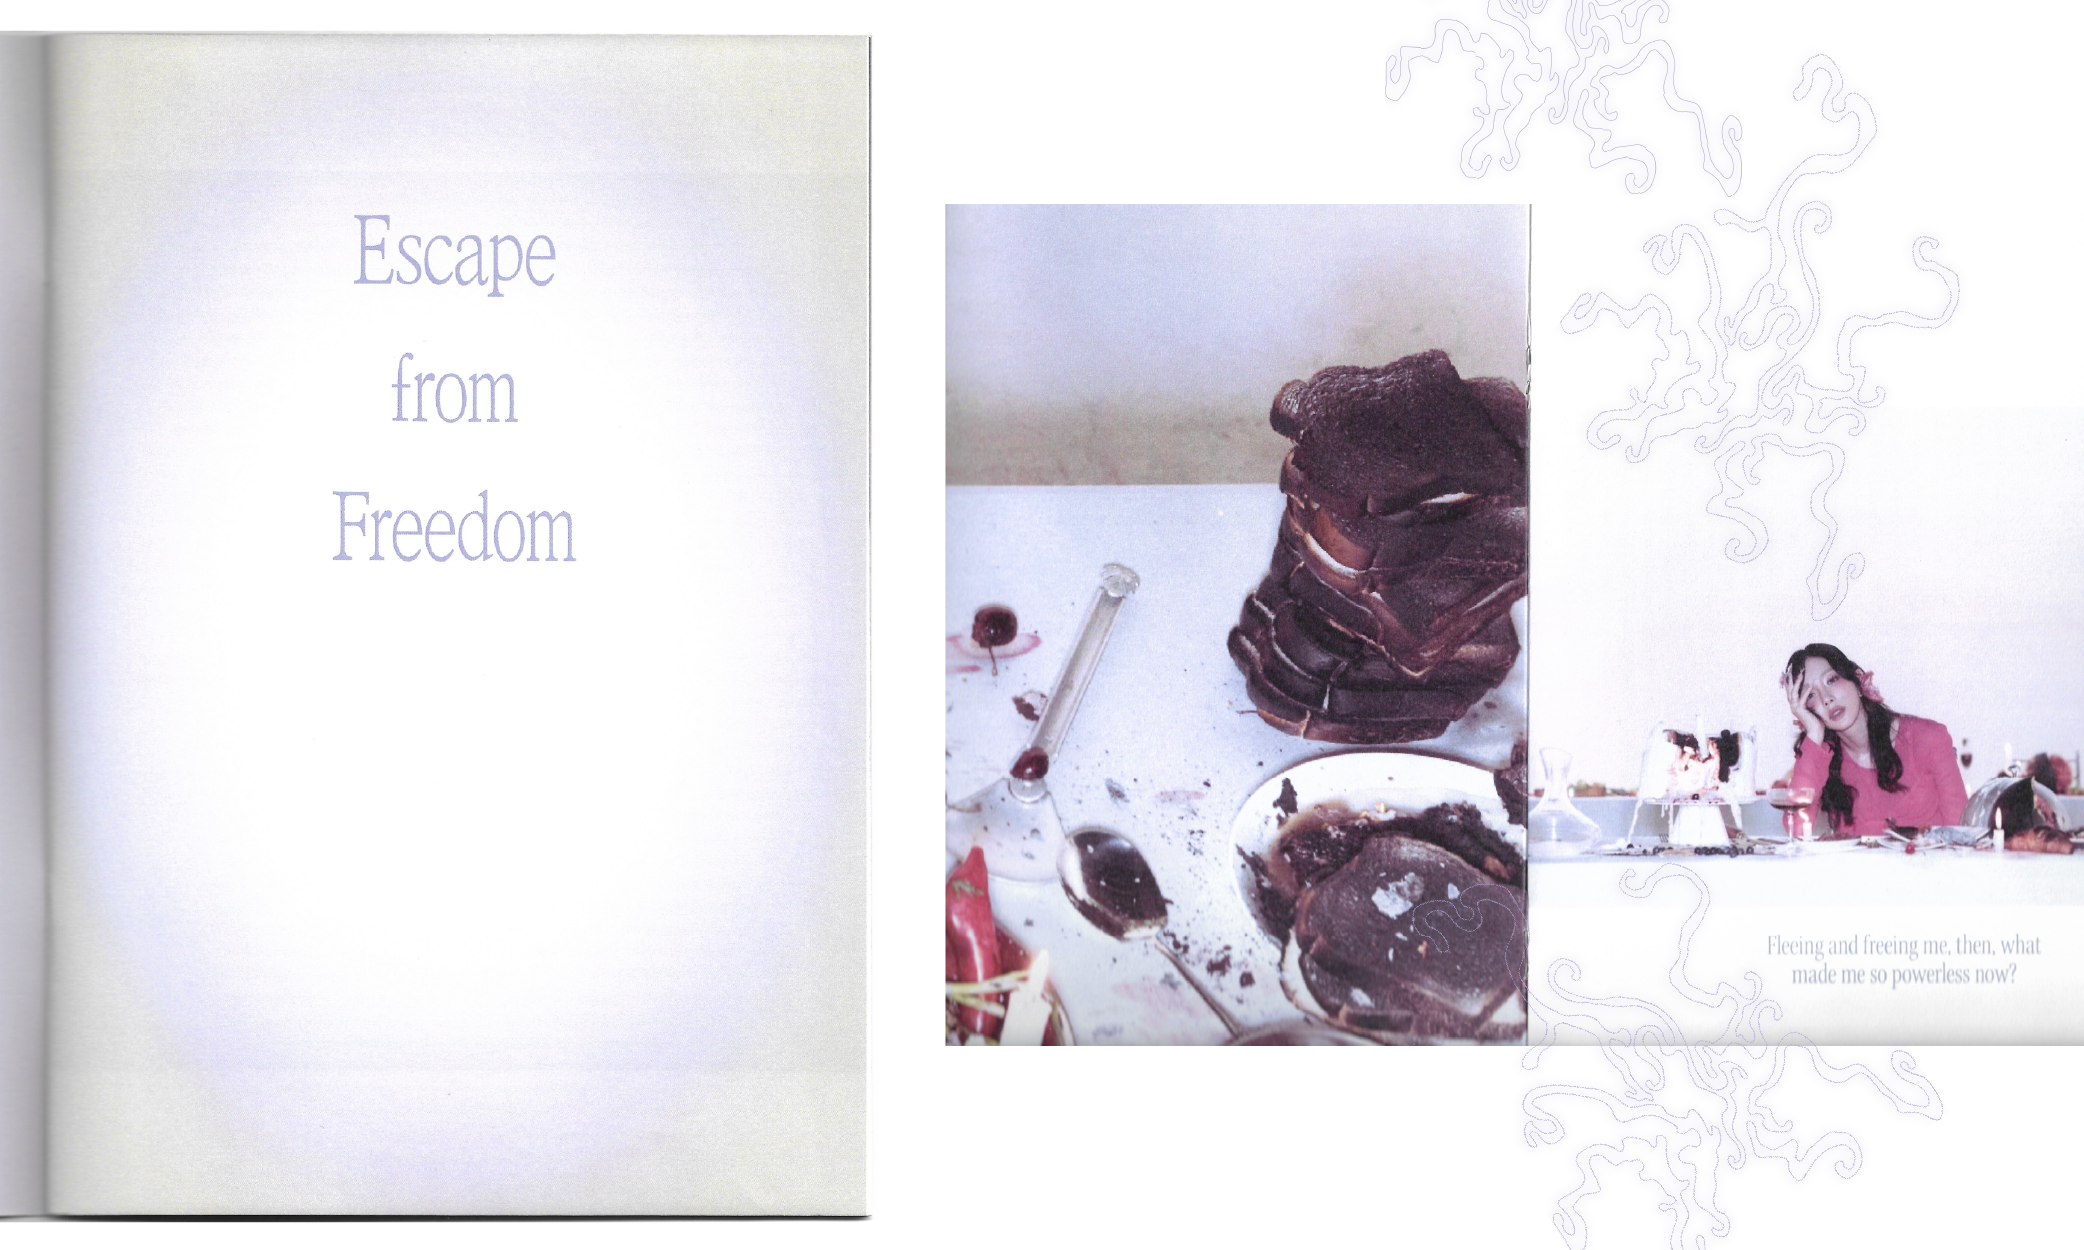 Escape
from
Freedom
Fleeing and freeing me, then, what
made me so powerless now?